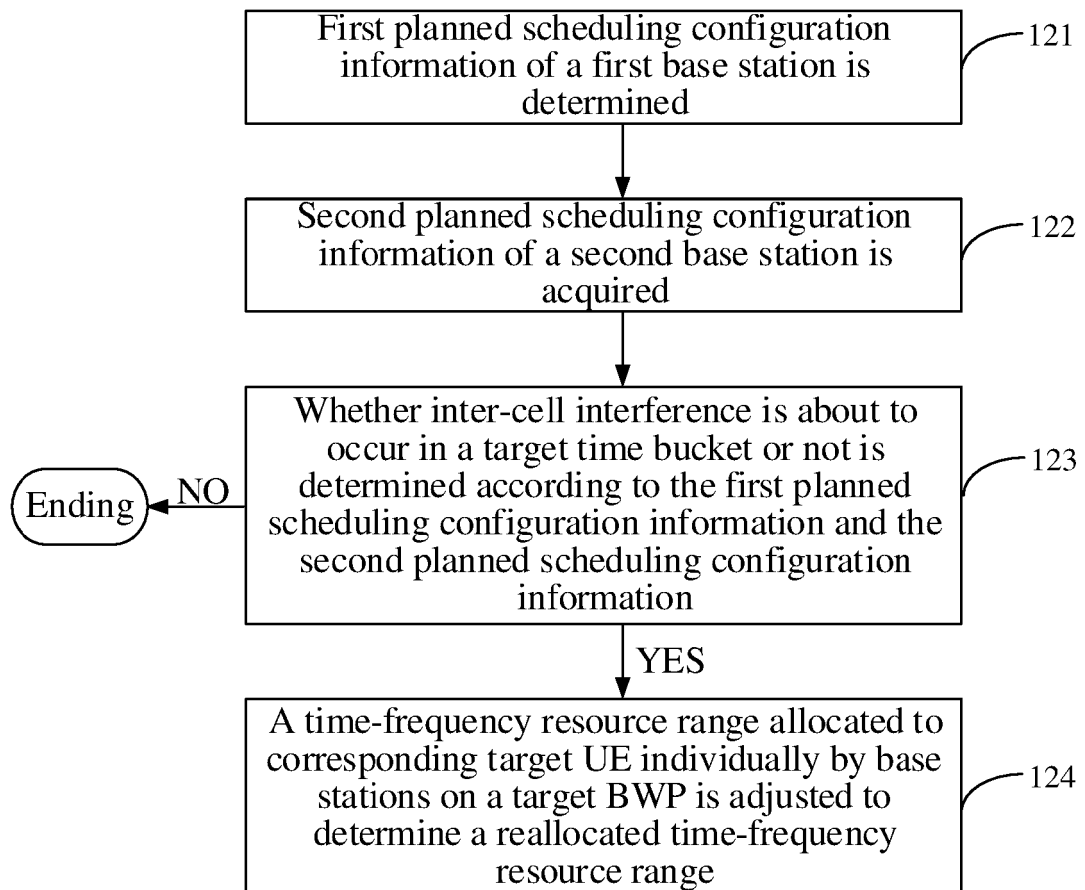 First planned scheduling configuration
information of a first base station is
determined
121
Second planned scheduling configuration
information of a second base station is
acquired
122
Whether inter-cell interference is about to
occur in a target time bucket or not is
determined according to the first planned
scheduling configuration information and the
second planned scheduling configuration
information
123
Ending
NO
YES
A time-frequency resource range allocated to
corresponding target UE individually by base
stations on a target BWP is adjusted to
determine a reallocated time-frequency
resource range
124